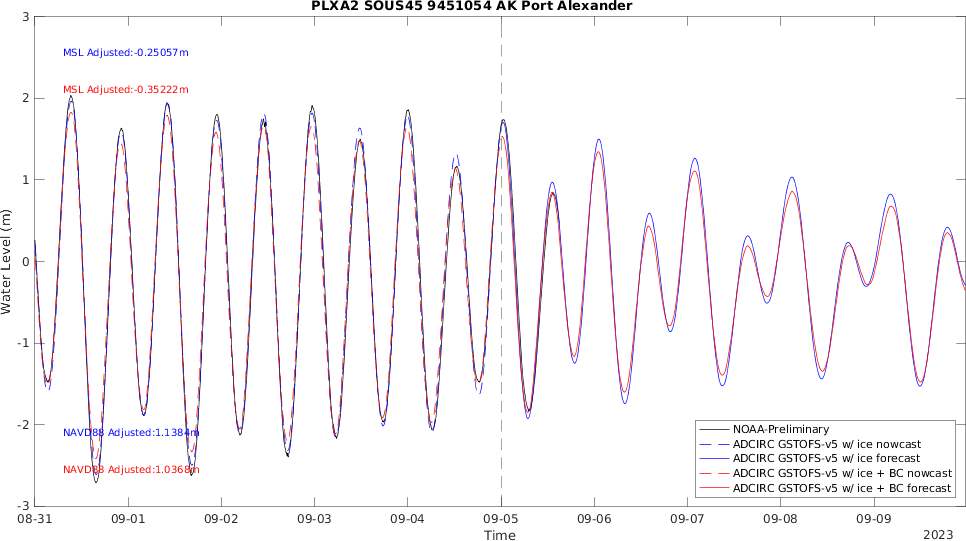 PLXA2 SOUS45 9451054 AK Port Alexander
3
2
1
0
-1
-2
-3
Water Level (m)
MSL Adjusted:-0.25057m
MSL Adjusted:-0.35222m
NAVD88 Adjusted:1.1384m
NAVD88 Adjusted:1.0368m
NOAA-Preliminary
ADCIRC GSTOFS-v5 w/ ice nowcast
ADCIRC GSTOFS-v5 w/ ice forecast
ADCIRC GSTOFS-v5 w/ ice + BC nowcast
ADCIRC GSTOFS-v5 w/ ice + BC forecast
08-31 09-01 09-02 09-03 09-04 09-05 09-06 09-07 09-08 09-09
Time
2023